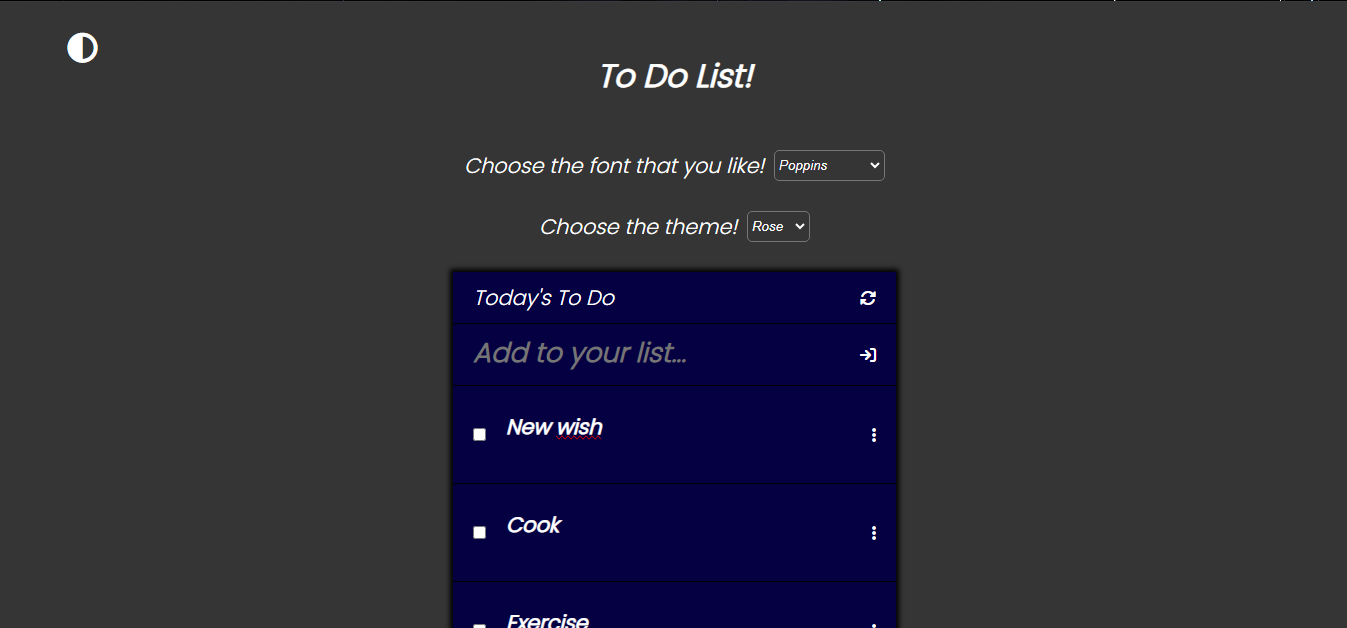 To Do List!
Choose the font that you like! Poppins
Choose the theme! Rose
Today's To Do
Add to your list...
New wish
Cook
Exercise